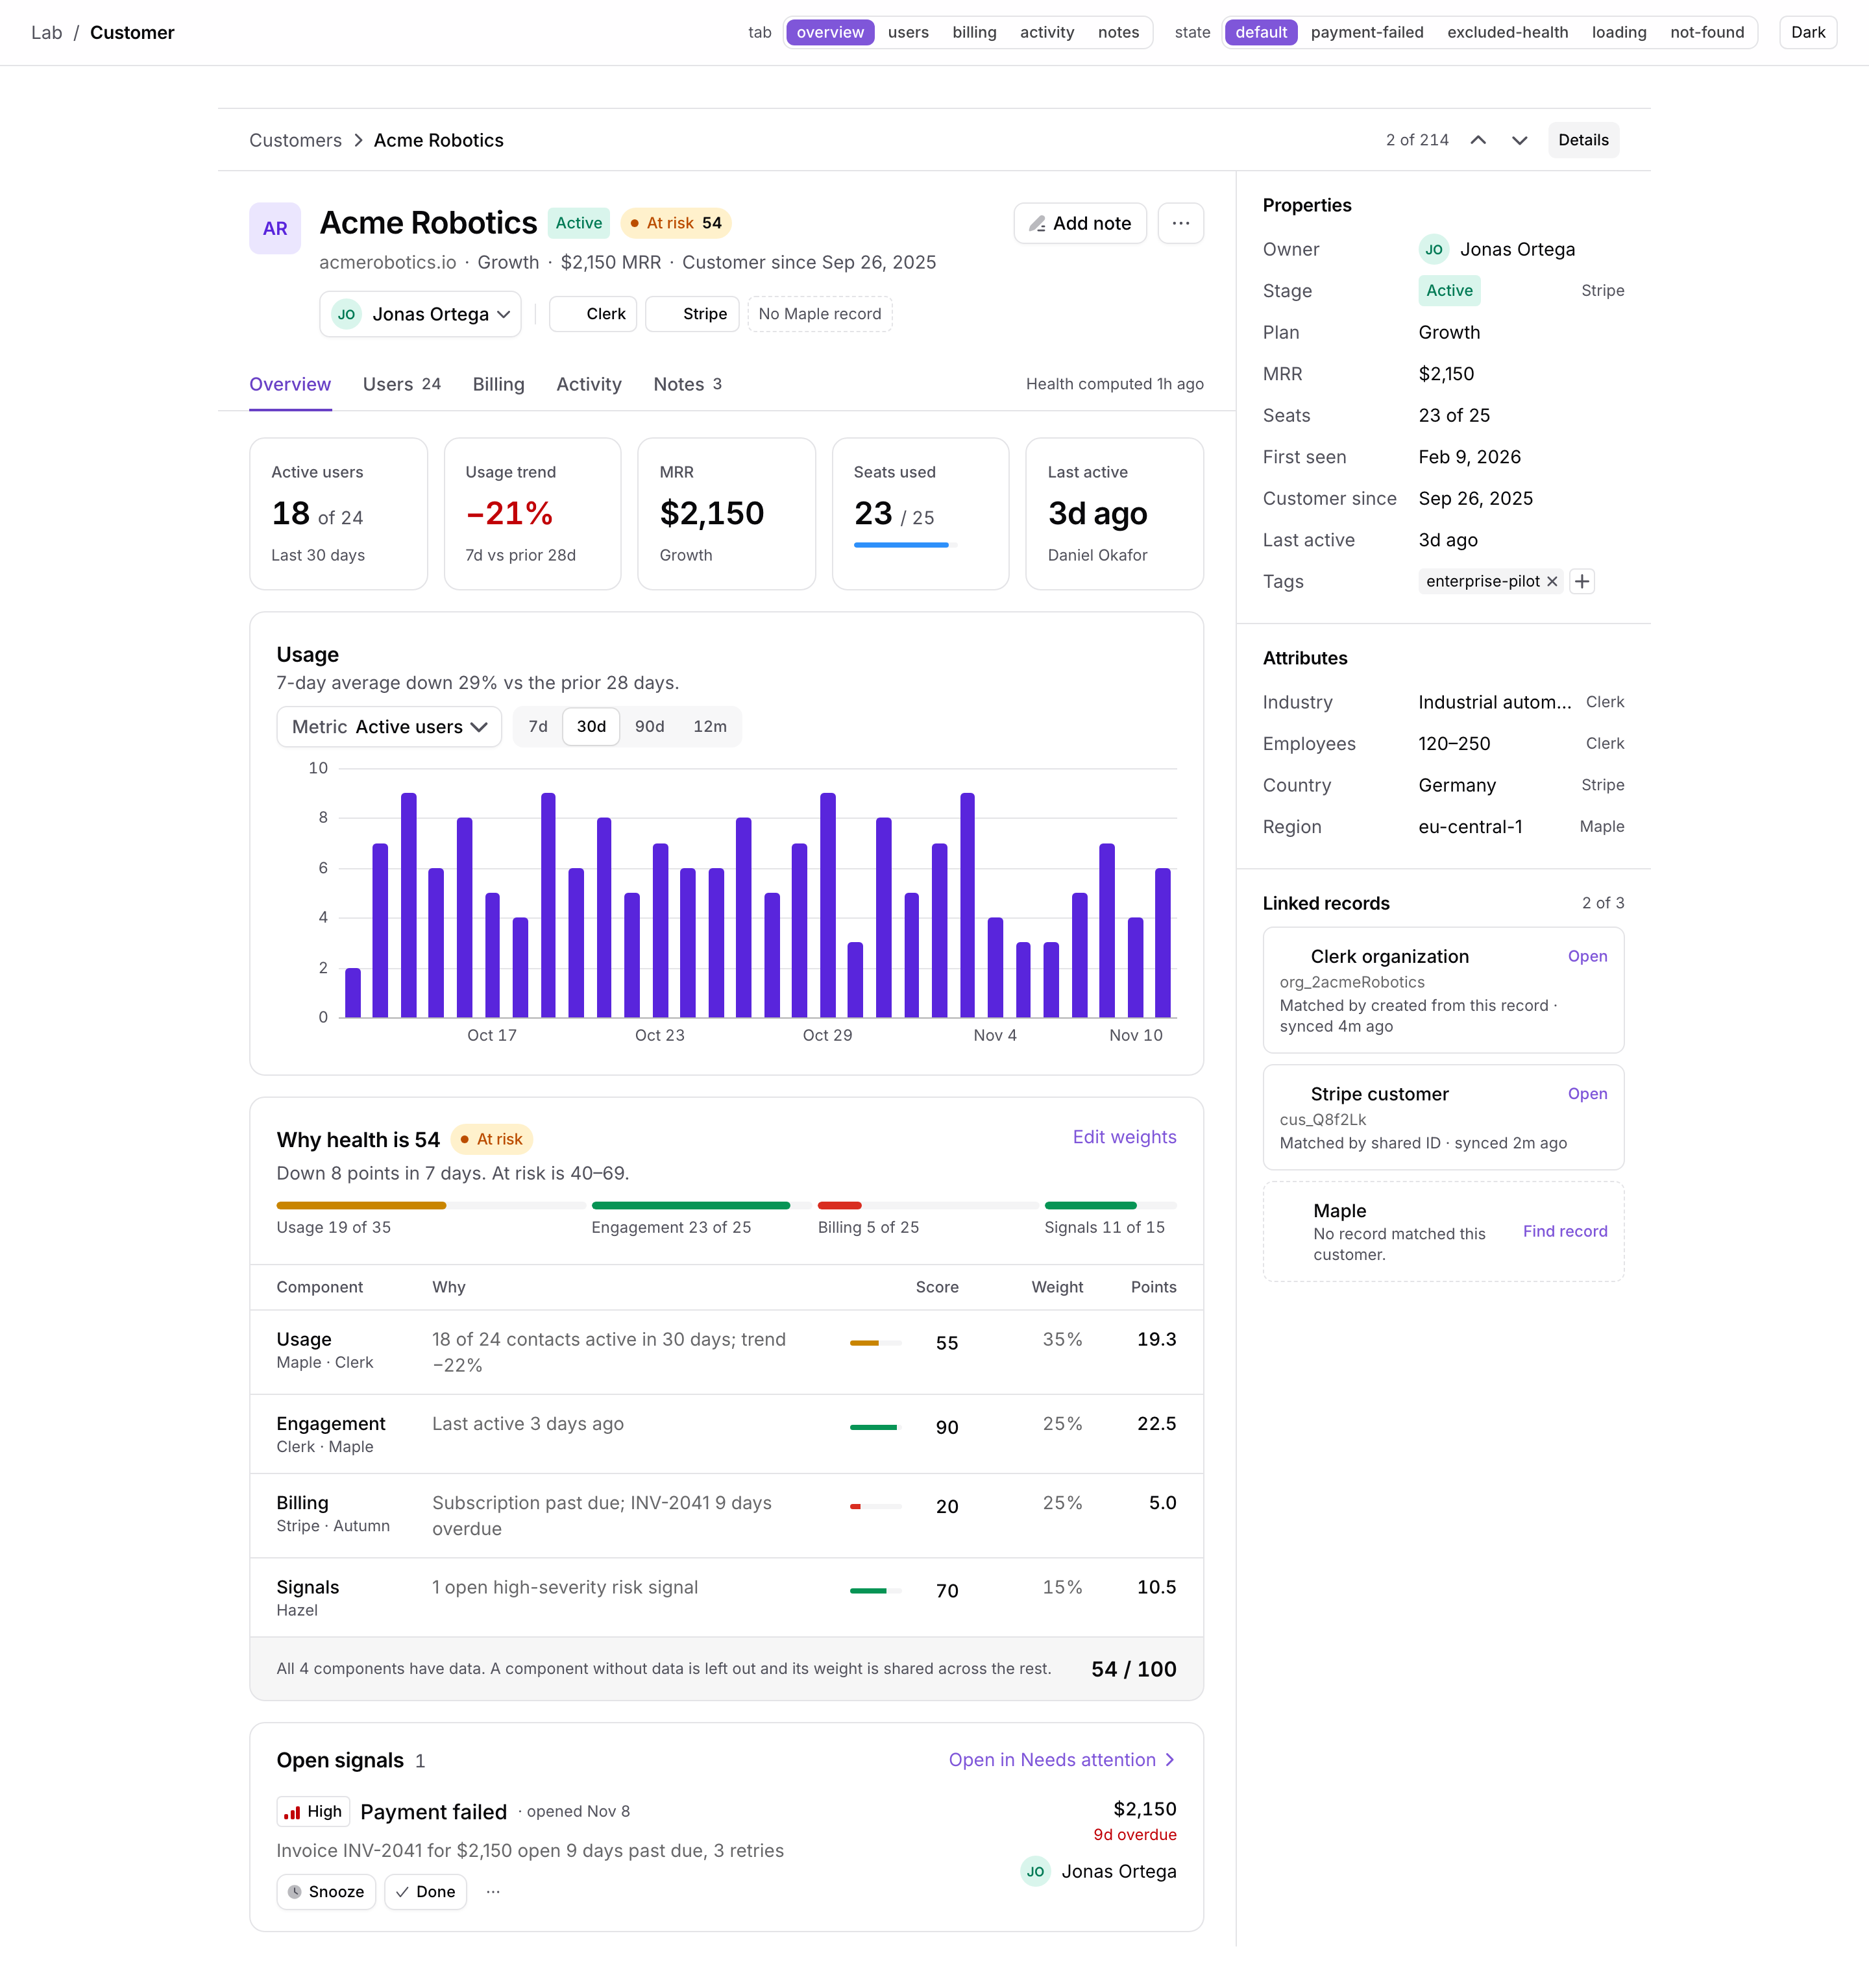 Lab / Customer
tab overview users billing activity notes state default payment-failed excluded-health loading not-found Dark
Customers > Acme Robotics
2 of 214 Details
AR
Acme Robotics Active At risk 54
Add note ...
acmerobotics.io · Growth · $2,150 MRR · Customer since Sep 26, 2025
JO Jonas Ortega Clerk Stripe No Maple record
Overview Users 24 Billing Activity Notes 3
Health computed 1h ago
Active users
18 of 24
Last 30 days
Usage trend
−21%
7d vs prior 28d
MRR
$2,150
Growth
Seats used
23 / 25
Last active
3d ago
Daniel Okafor
Usage
7-day average down 29% vs the prior 28 days.
Metric Active users 7d 30d 90d 12m
10
8
6
4
2
0
Oct 17 Oct 23 Oct 29 Nov 4 Nov 10
Why health is 54 At risk
Edit weights
Down 8 points in 7 days. At risk is 40–69.
Usage 19 of 35 Engagement 23 of 25 Billing 5 of 25 Signals 11 of 15
Component Why Score Weight Points
Usage 18 of 24 contacts active in 30 days; trend 55 35% 19.3
Maple · Clerk −22%
Engagement Last active 3 days ago 90 25% 22.5
Clerk · Maple
Billing Subscription past due; INV-2041 9 days 20 25% 5.0
Stripe · Autumn overdue
Signals 1 open high-severity risk signal 70 15% 10.5
Hazel
All 4 components have data. A component without data is left out and its weight is shared across the rest. 54 / 100
Open signals 1
Open in Needs attention >
High Payment failed · opened Nov 8
$2,150
9d overdue
Invoice INV-2041 for $2,150 open 9 days past due, 3 retries
JO Jonas Ortega
Snooze Done ...
Properties
Owner JO Jonas Ortega
Stage Active Stripe
Plan Growth
MRR $2,150
Seats 23 of 25
First seen Feb 9, 2026
Customer since Sep 26, 2025
Last active 3d ago
Tags enterprise-pilot × +
Attributes
Industry Industrial autom... Clerk
Employees 120–250 Clerk
Country Germany Stripe
Region eu-central-1 Maple
Linked records 2 of 3
Clerk organization Open
org_2acmeRobotics
Matched by created from this record ·
synced 4m ago
Stripe customer Open
cus_Q8f2Lk
Matched by shared ID · synced 2m ago
Maple
No record matched this
customer.
Find record